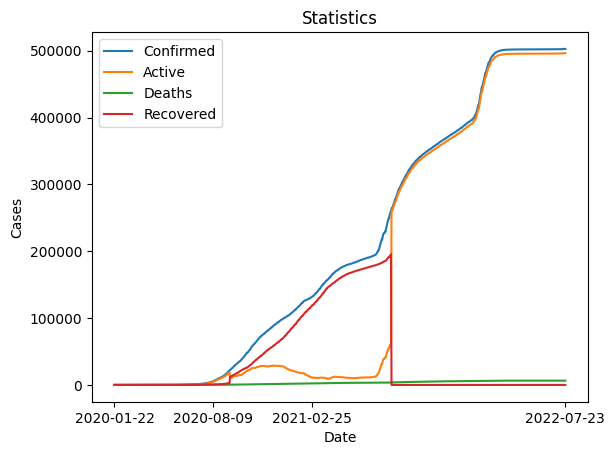 Statistics
500000
400000
300000
200000
100000
0
Cases
Confirmed
Active
Deaths
Recovered
2020-01-22
2020-08-09
2021-02-25
2022-07-23
Date